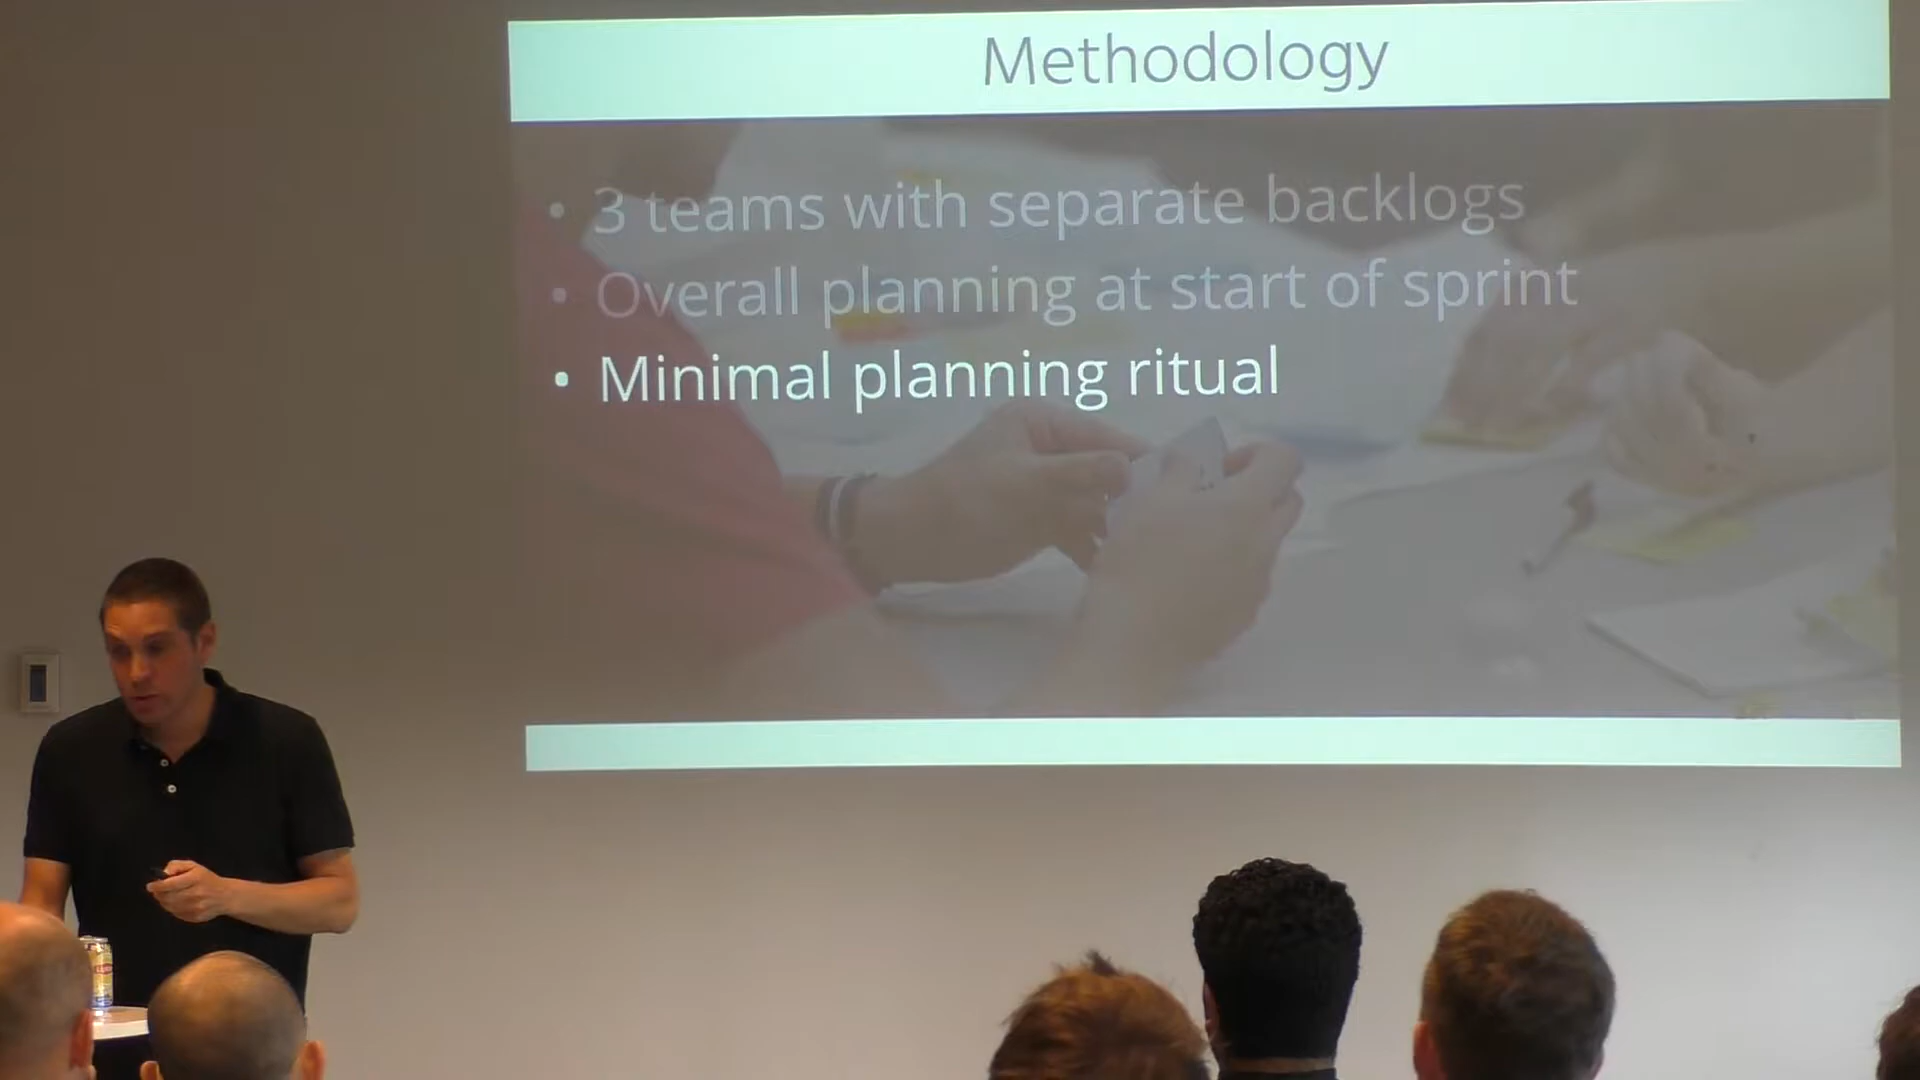 Methodology
• 3 teams with separate backlogs
• Overall planning at start of sprint
• Minimal planning ritual